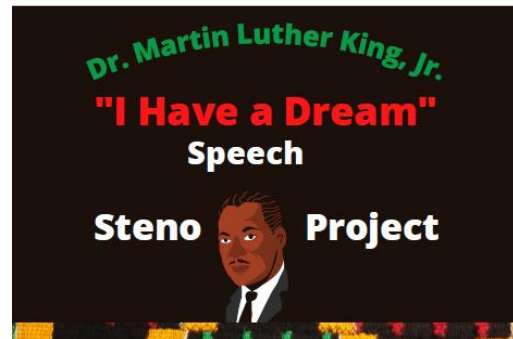 Dr. Martin Luther King, Jr.
"I Have a Dream"
Speech
Steno Project